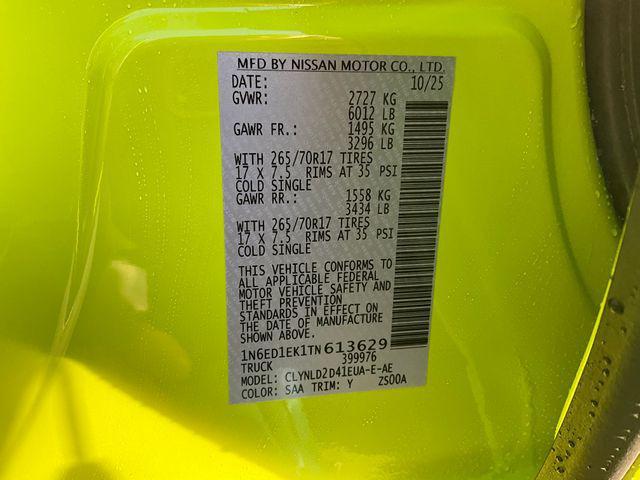 MFD BY NISSAN MOTOR CO., LTD.
DATE: 10/25
GVWR: 2727 KG
6012 LB
GAWR FR.: 1495 KG
3296 LB
WITH 265/70R17 TIRES
17 X 7.5 RIMS AT 35 PSI
COLD SINGLE
GAWR RR.: 1558 KG
3434 LB
WITH 265/70R17 TIRES
17 X 7.5 RIMS AT 35 PSI
COLD SINGLE
THIS VEHICLE CONFORMS TO
ALL APPLICABLE FEDERAL
MOTOR VEHICLE SAFETY AND
THEFT PREVENTION
STANDARDS IN EFFECT ON
THE DATE OF MANUFACTURE
SHOWN ABOVE.
1N6ED1EK1TN613629
TRUCK 399976
MODEL: CLYNLD2D41EUA-E-AE
COLOR: SAA TRIM: Y ZS00A